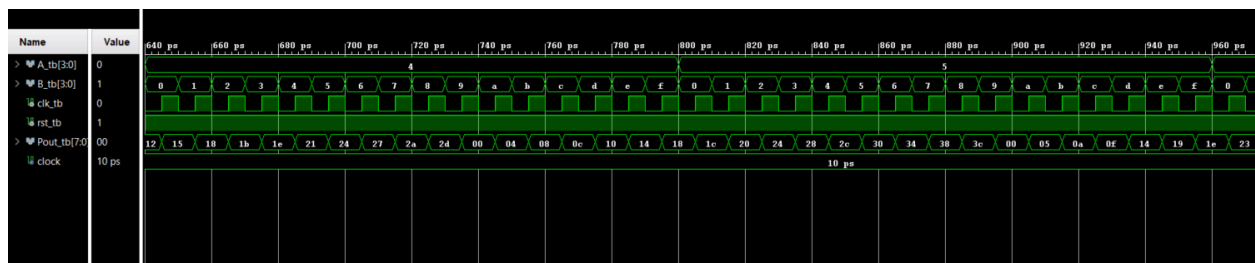 Name Value 640 ps 660 ps 680 ps 700 ps 720 ps 740 ps 760 ps 780 ps 800 ps 820 ps 840 ps 860 ps 880 ps 900 ps 920 ps 940 ps 960 ps
> A_tb[3:0] 0 4 5
> B_tb[3:0] 1 0 1 2 3 4 5 6 7 8 9 a b c d e f 0 1 2 3 4 5 6 7 8 9 a b c d e f 0
clk_tb 0
rst_tb 1
> Pout_tb[7:0] 00 12 15 18 1b 1e 21 24 27 2a 2d 00 04 08 0c 10 14 18 1c 20 24 28 2c 30 34 38 3c 00 05 0a 0f 14 19 1e 23
clock 10 ps 10 ps